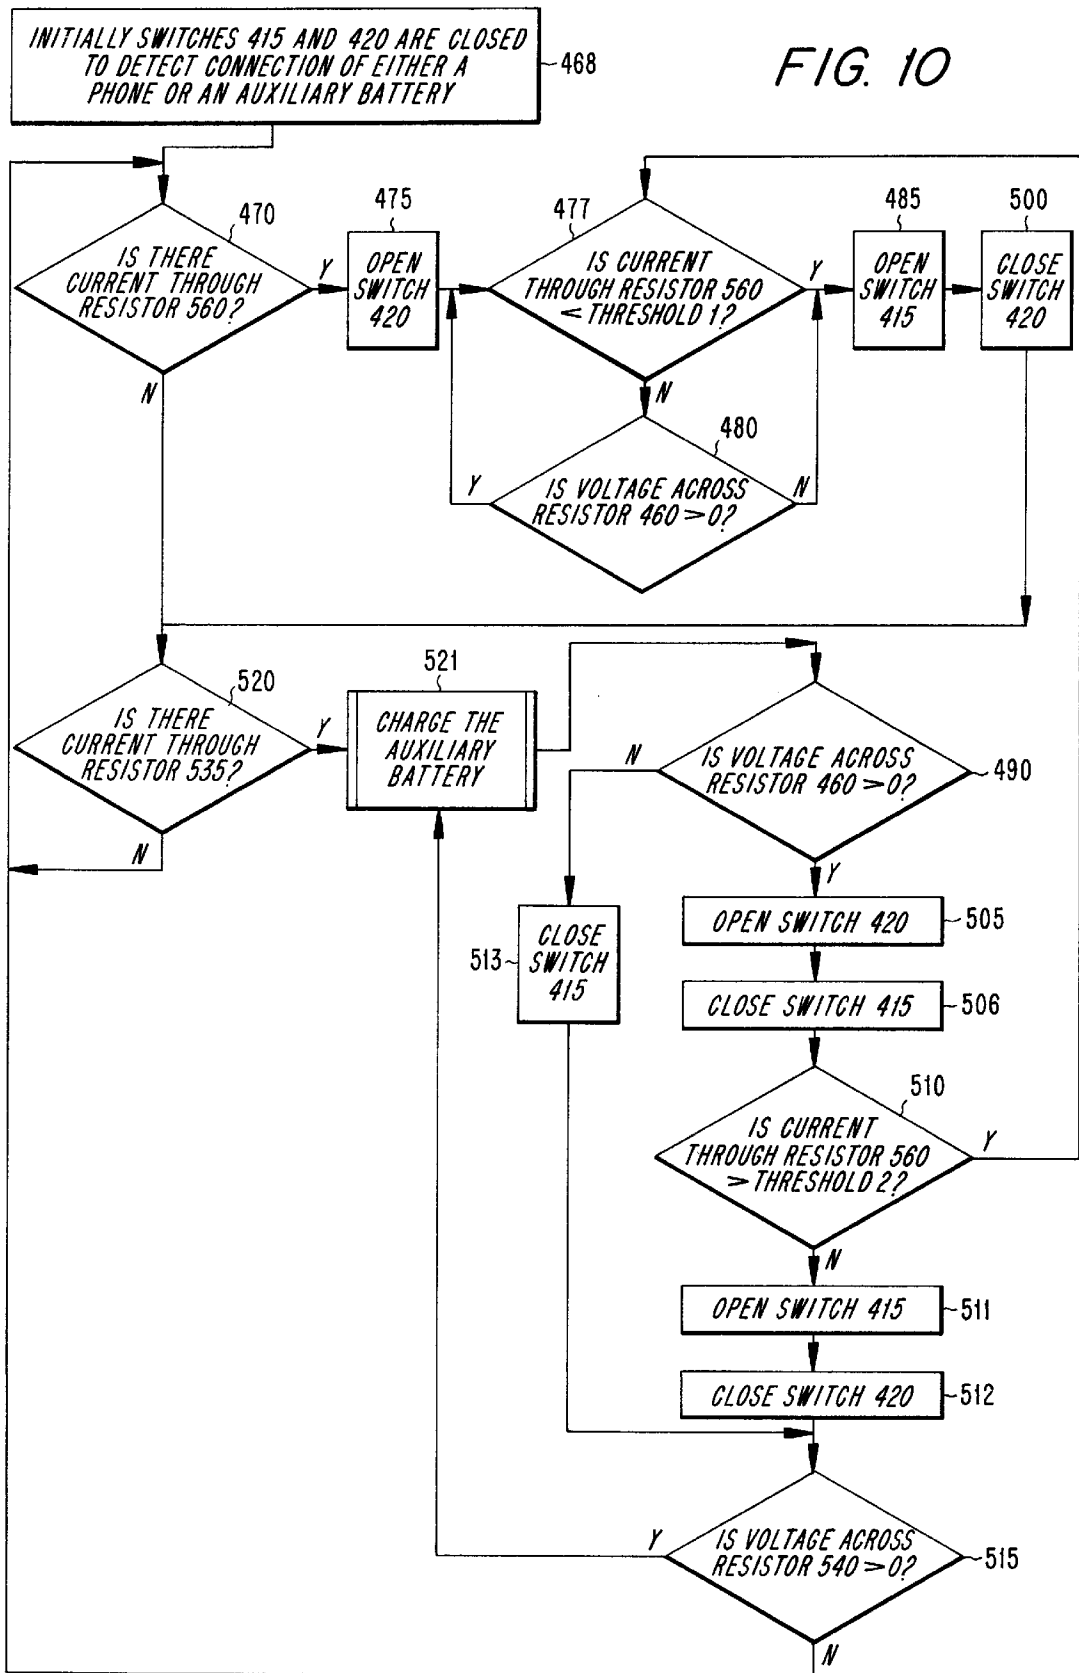 INITIALLY SWITCHES 415 AND 420 ARE CLOSED
TO DETECT CONNECTION OF EITHER A
PHONE OR AN AUXILIARY BATTERY
468
FIG. 10
470
IS THERE
CURRENT THROUGH
RESISTOR 560?
Y
N
475
OPEN
SWITCH
420
477
IS CURRENT
THROUGH RESISTOR 560
< THRESHOLD 1?
Y
N
485
OPEN
SWITCH
415
500
CLOSE
SWITCH
420
480
IS VOLTAGE ACROSS
RESISTOR 460 > 0?
Y
N
520
IS THERE
CURRENT THROUGH
RESISTOR 535?
Y
N
521
CHARGE THE
AUXILIARY
BATTERY
IS VOLTAGE ACROSS
RESISTOR 460 > 0?
490
N
Y
513
CLOSE
SWITCH
415
OPEN SWITCH 420
505
CLOSE SWITCH 415
506
510
IS CURRENT
THROUGH RESISTOR 560
> THRESHOLD 2?
Y
N
OPEN SWITCH 415
511
CLOSE SWITCH 420
512
IS VOLTAGE ACROSS
RESISTOR 540 > 0?
515
Y
N